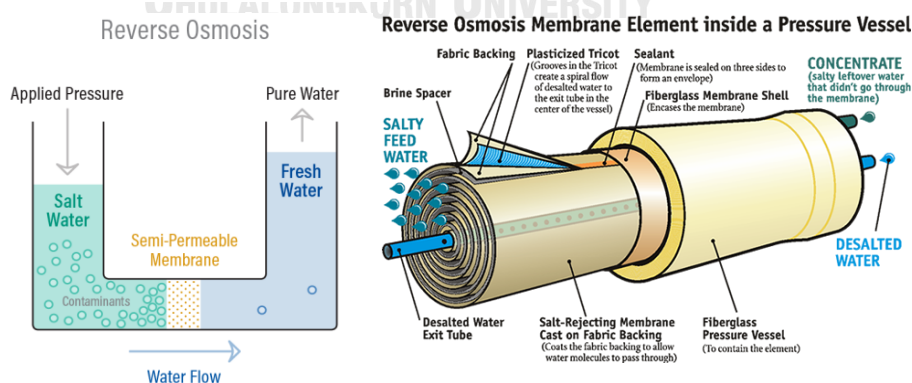 CHULALONGKORN UNIVERSITY
Reverse Osmosis
Applied Pressure
Pure Water
Salt
Water
Fresh
Water
Semi-Permeable
Membrane
Contaminants
Water Flow
Reverse Osmosis Membrane Element inside a Pressure Vessel
Fabric Backing
Plasticized Tricot
(Grooves in the Tricot
create a spiral flow
of desalted water to
the exit tube in the
center of the vessel)
Sealant
(Membrane is sealed on three sides to
form an envelope)
Fiberglass Membrane Shell
(Encases the membrane)
CONCENTRATE
(salty leftover water
that didn't go through
the membrane)
Brine Spacer
SALTY
FEED
WATER
DESALTED
WATER
Desalted Water
Exit Tube
Salt-Rejecting Membrane
Cast on Fabric Backing
(Coats the fabric backing to allow
water molecules to pass through)
Fiberglass
Pressure Vessel
(To contain the element)